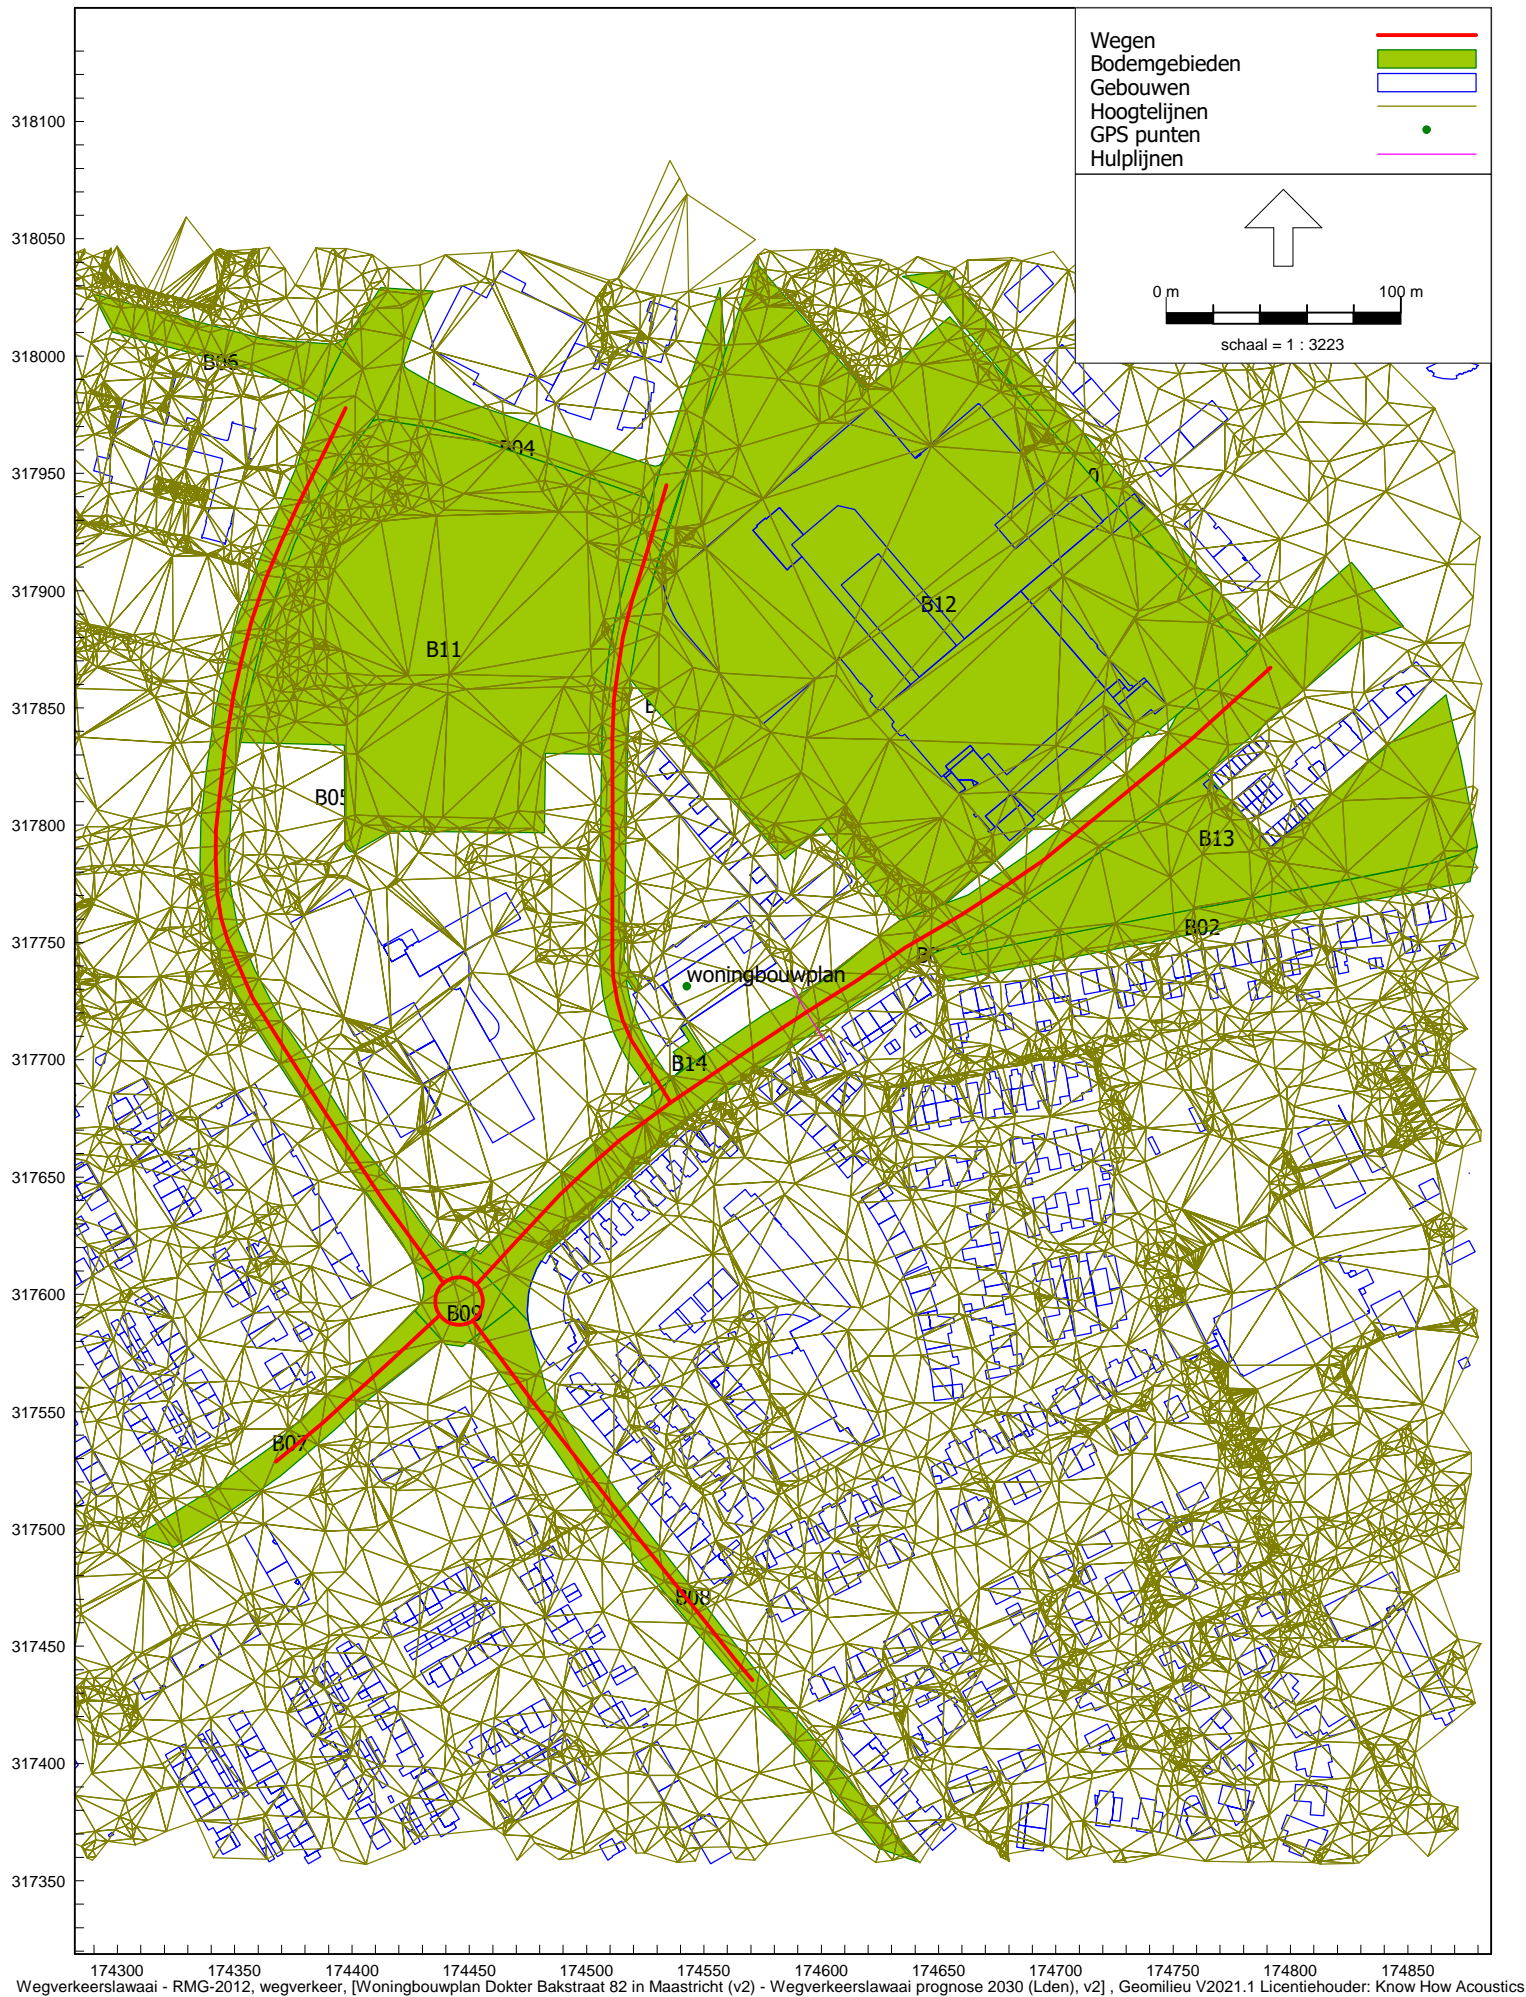 Wegen
Bodemgebieden
Gebouwen
Hoogtelijnen
GPS punten
Hulplijnen
0 m 100 m
schaal = 1 : 3223
318100
318050
318000
317950
317900
317850
317800
317750
317700
317650
317600
317550
317500
317450
317400
317350
B06
B04
B12
B11
B05
B13
B02
woningbouwplan
B14
B09
B07
B08
174300 174350 174400 174450 174500 174550 174600 174650 174700 174750 174800 174850
Wegverkeerslawaai - RMG-2012, wegverkeer, [Woningbouwplan Dokter Bakstraat 82 in Maastricht (v2) - Wegverkeerslawaai prognose 2030 (Lden), v2] , Geomilieu V2021.1 Licentiehouder: Know How Acoustics